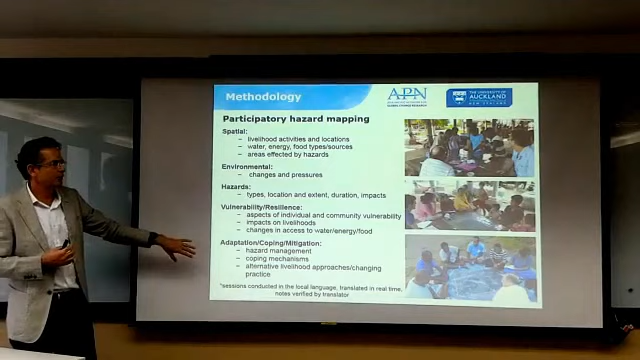 Methodology
APN
THE UNIVERSITY OF
AUCKLAND
NEW ZEALAND
Participatory hazard mapping
Spatial:
– livelihood activities and locations
– water, energy, food types/sources
– areas effected by hazards
Environmental:
– changes and pressures
Hazards:
– types, location and extent, duration, impacts
Vulnerability/Resilience:
– aspects of individual and community vulnerability
– impacts on livelihoods
– changes in access to water/energy/food
Adaptation/Coping/Mitigation:
– hazard management
– coping mechanisms
– alternative livelihood approaches/changing
practice
*sessions conducted in the local language, translated in real time,
notes verified by translator